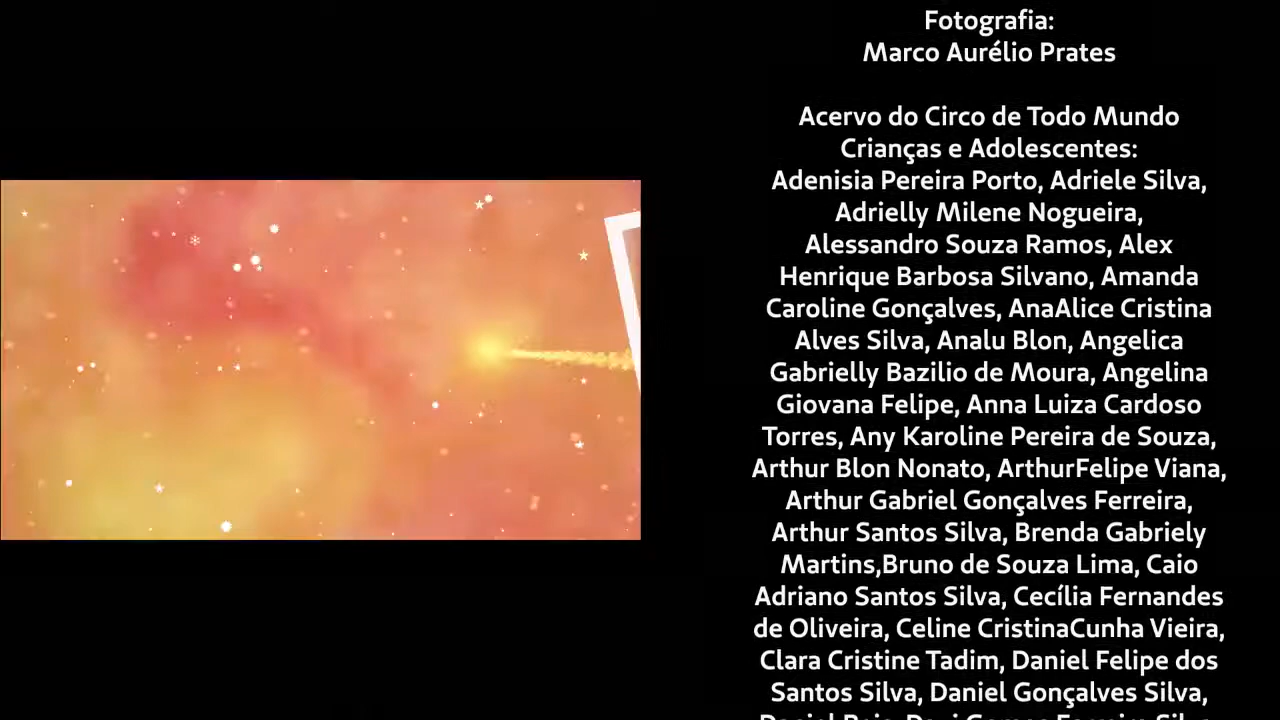 Fotografia:
Marco Aurélio Prates
Acervo do Circo de Todo Mundo
Crianças e Adolescentes:
Adenisia Pereira Porto, Adriele Silva,
Adrielly Milene Nogueira,
Alessandro Souza Ramos, Alex
Henrique Barbosa Silvano, Amanda
Caroline Gonçalves, AnaAlice Cristina
Alves Silva, Analu Blon, Angelica
Gabrielly Bazilio de Moura, Angelina
Giovana Felipe, Anna Luiza Cardoso
Torres, Any Karoline Pereira de Souza,
Arthur Blon Nonato, ArthurFelipe Viana,
Arthur Gabriel Gonçalves Ferreira,
Arthur Santos Silva, Brenda Gabriely
Martins,Bruno de Souza Lima, Caio
Adriano Santos Silva, Cecília Fernandes
de Oliveira, Celine CristinaCunha Vieira,
Clara Cristine Tadim, Daniel Felipe dos
Santos Silva, Daniel Gonçalves Silva,